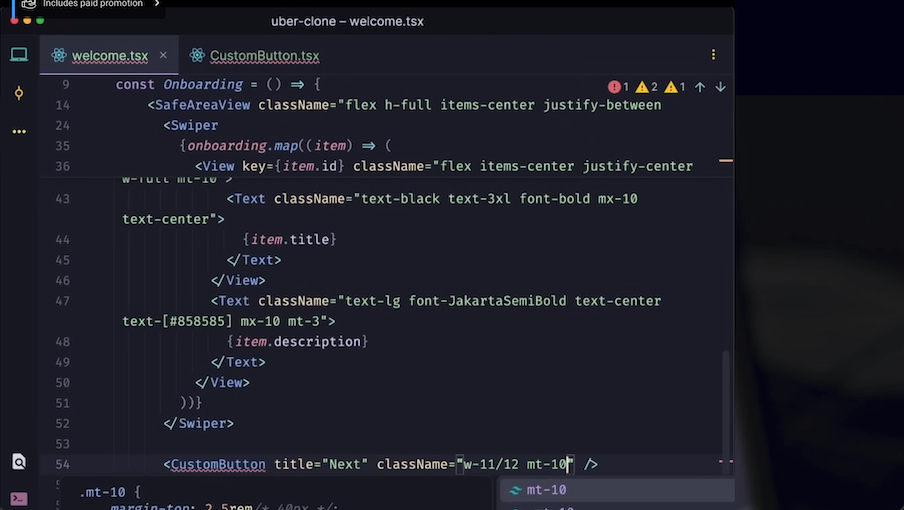 Includes paid promotion
uber-clone – welcome.tsx
welcome.tsx
CustomButton.tsx
9 const Onboarding = () => {
1 2 1
14 <SafeAreaView className="flex h-full items-center justify-between
24 <Swiper
35 {onboarding.map((item) => (
36 <View key={item.id} className="flex items-center justify-center
w-full mt-10">
43 <Text className="text-black text-3xl font-bold mx-10
text-center">
44 {item.title}
45 </Text>
46 </View>
47 <Text className="text-lg font-JakartaSemiBold text-center
text-[#858585] mx-10 mt-3">
48 {item.description}
49 </Text>
50 </View>
51 ))}
52 </Swiper>
53
54 <CustomButton title="Next" className="w-11/12 mt-10" />
.mt-10 {
margin-top: 2.5rem/* 40px */;
mt-10